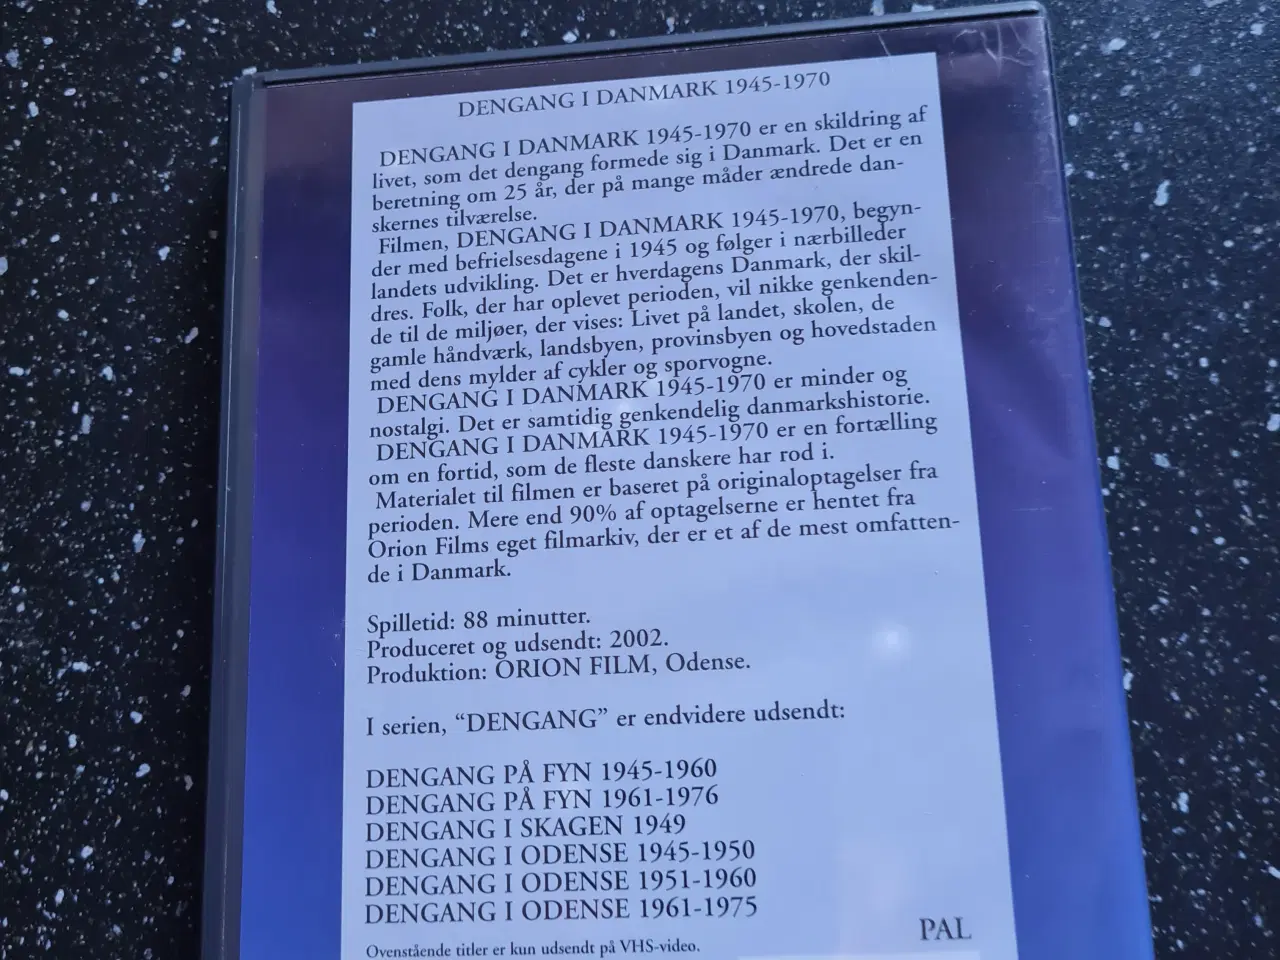 DENGANG I DANMARK 1945-1970
DENGANG I DANMARK 1945-1970 er en skildring af
livet, som det dengang formede sig i Danmark. Det er en
beretning om 25 år, der på mange måder ændrede dan-
skernes tilværelse.
Filmen, DENGANG I DANMARK 1945-1970, begyn-
der med befrielsesdagene i 1945 og følger i nærbilleder
landets udvikling. Det er hverdagens Danmark, der skil-
dres. Folk, der har oplevet perioden, vil nikke genkenden-
de til de miljøer, der vises: Livet på landet, skolen, de
gamle håndværk, landsbyen, provinsbyen og hovedstaden
med dens mylder af cykler og sporvogne.
DENGANG I DANMARK 1945-1970 er minder og
nostalgi. Det er samtidig genkendelig danmarkshistorie.
DENGANG I DANMARK 1945-1970 er en fortælling
om en fortid, som de fleste danskere har rod i.
Materialet til filmen er baseret på originaloptagelser fra
perioden. Mere end 90% af optagelserne er hentet fra
Orion Films eget filmarkiv, der er et af de mest omfatten-
de i Danmark.
Spilletid: 88 minutter.
Produceret og udsendt: 2002.
Produktion: ORION FILM, Odense.
I serien, “DENGANG” er endvidere udsendt:
DENGANG PÅ FYN 1945-1960
DENGANG PÅ FYN 1961-1976
DENGANG I SKAGEN 1949
DENGANG I ODENSE 1945-1950
DENGANG I ODENSE 1951-1960
DENGANG I ODENSE 1961-1975
PAL
Ovenstående titler er kun udsendt på VHS-video.